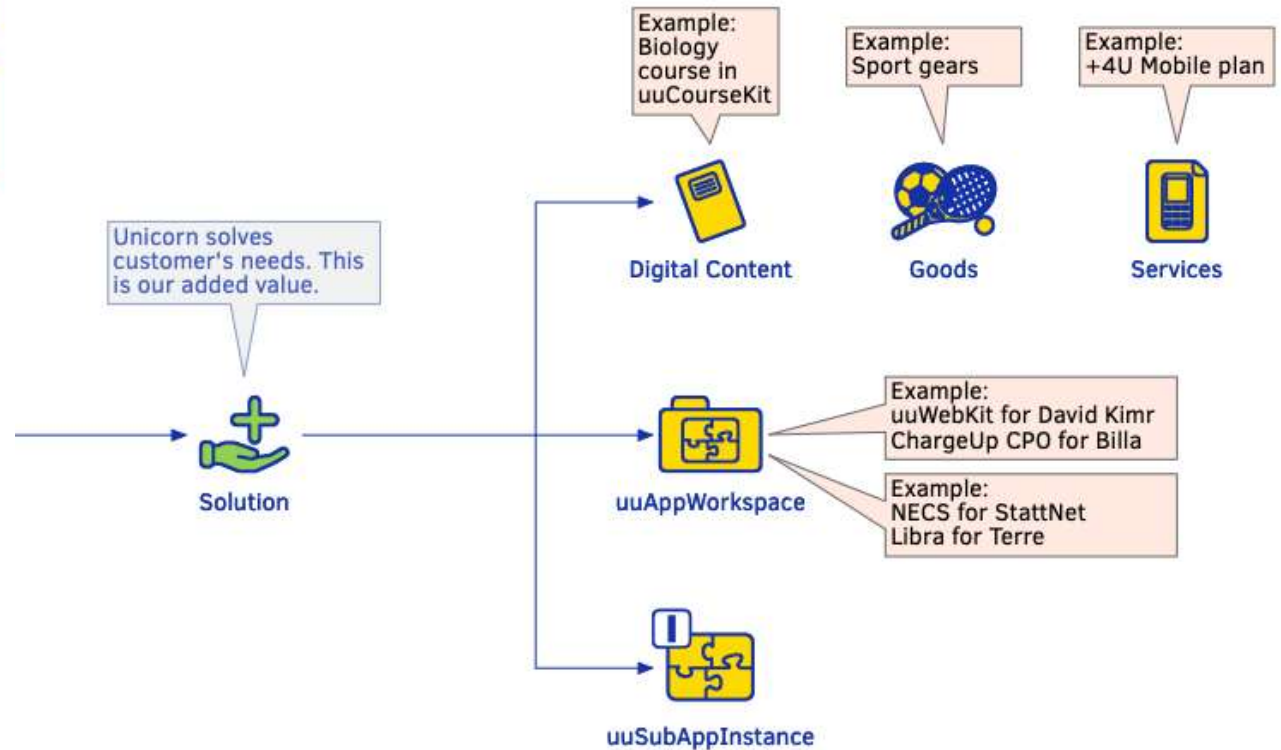 Example:
Biology
course in
uuCourseKit
Example:
Sport gears
Example:
+4U Mobile plan
Digital Content
Goods
Services
Unicorn solves
customer's needs. This
is our added value.
Solution
Example:
uuWebKit for David Kimr
ChargeUp CPO for Billa
uuAppWorkspace
Example:
NECS for StattNet
Libra for Terre
uuSubAppInstance